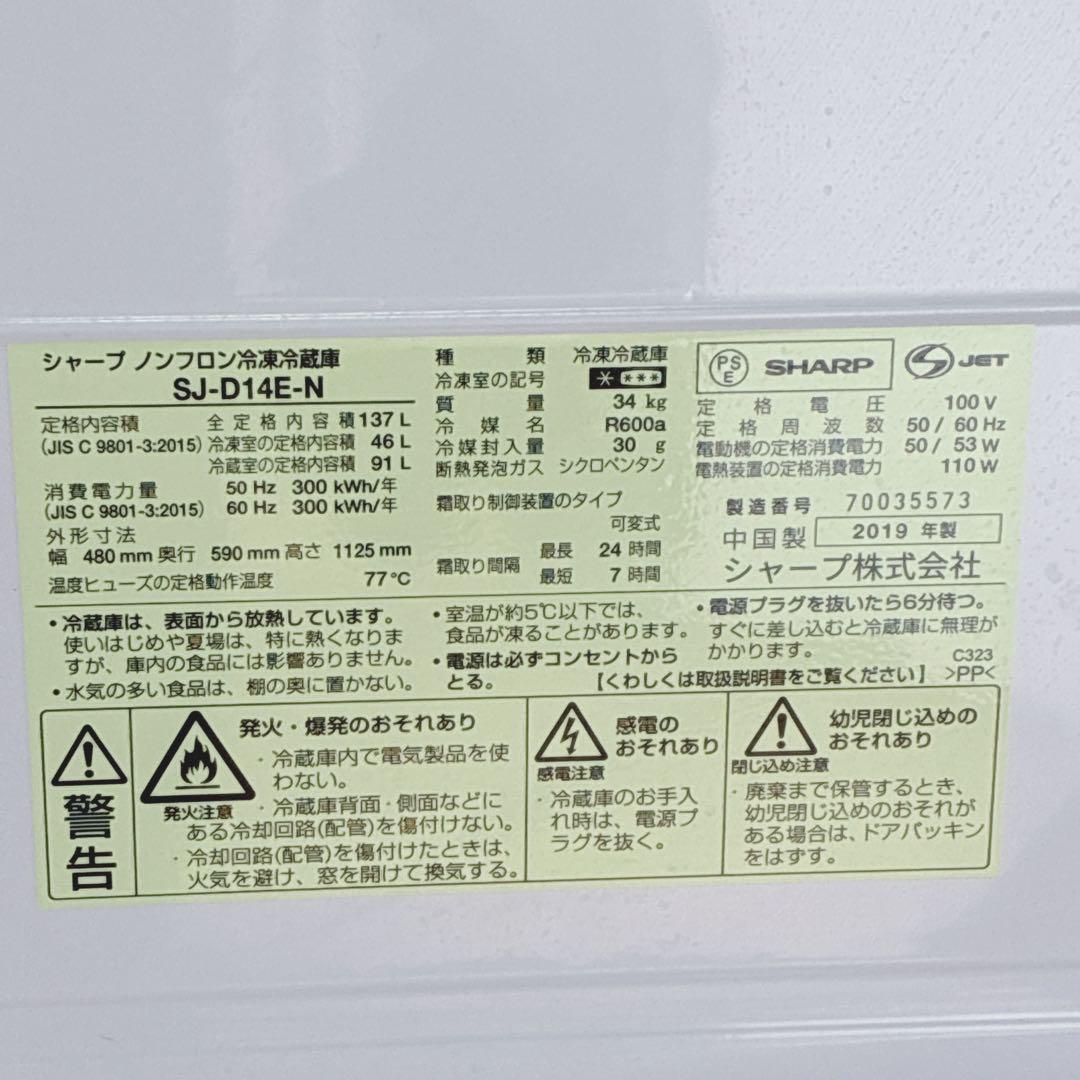 シャープ ノンフロン冷凍冷蔵庫
SJ-D14E-N
定格内容積 全定格内容積 137 L
(JIS C 9801-3:2015) 冷凍室の定格内容積 46 L
冷蔵室の定格内容積 91 L
消費電力量 50 Hz 300 kWh/年
(JIS C 9801-3:2015) 60 Hz 300 kWh/年
外形寸法
幅 480 mm 奥行 590 mm 高さ 1125 mm
温度ヒューズの定格動作温度 77℃
種類 冷凍冷蔵庫
冷凍室の記号
質量 34 kg
冷媒名 R600a
冷媒封入量 30 g
断熱発泡ガス シクロペンタン
霜取り制御装置のタイプ
可変式
霜取り間隔 最長 24 時間
最短 7 時間
PS
E
SHARP
S JET
定格電圧 100 V
定格周波数 50 / 60 Hz
電動機の定格消費電力 50 / 53 W
電熱装置の定格消費電力 110 W
製造番号 70035573
中国製 2019 年製
シャープ株式会社
・冷蔵庫は、表面から放熱しています。
使いはじめや夏場は、特に熱くなりま
すが、庫内の食品には影響ありません。
・水気の多い食品は、棚の奥に置かない。
・室温が約5℃以下では、
食品が凍ることがあります。
・電源は必ずコンセントから
とる。
・電源プラグを抜いたら6分待つ。
すぐに差し込むと冷蔵庫に無理が
かかります。
【くわしくは取扱説明書をご覧ください】
C323
>PP<
警告
発火・爆発のおそれあり
発火注意
・冷蔵庫内で電気製品を使
わない。
・冷蔵庫背面・側面などに
ある冷却回路(配管)を傷付けない。
・冷却回路(配管)を傷付けたときは、
火気を避け、窓を開けて換気する。
感電の
おそれあり
感電注意
・冷蔵庫のお手入
れ時は、電源プ
ラグを抜く。
幼児閉じ込めの
おそれあり
閉じ込め注意
・廃棄まで保管するとき、
幼児閉じ込めのおそれが
ある場合は、ドアパッキン
をはずす。